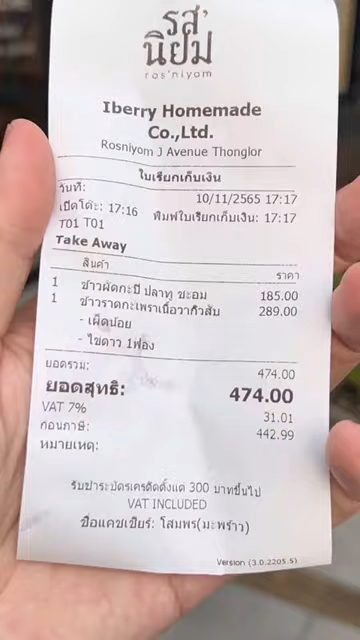 รส'
นิยม
ros'niyom
Iberry Homemade
Co.,Ltd.
Rosniyom J Avenue Thonglor
ใบเรียกเก็บเงิน
วันที่: 10/11/2565 17:17
เปิดโต๊ะ: 17:16 พิมพ์ใบเรียกเก็บเงิน: 17:17
T01 T01
Take Away
สินค้า ราคา
1 ข้าวผัดกะปิ ปลาทู ชะอม 185.00
1 ข้าวราดกะเพราเนื้อวากิวสับ 289.00
- เผ็ดน้อย
- ไข่ดาว 1ฟอง
ยอดรวม: 474.00
ยอดสุทธิ: 474.00
VAT 7% 31.01
ก่อนภาษี: 442.99
หมายเหตุ:
รับชำระบัตรเครดิตตั้งแต่ 300 บาทขึ้นไป
VAT INCLUDED
ชื่อแคชเชียร์: โสมพร(มะพร้าว)
Version (3.0.2205.5)